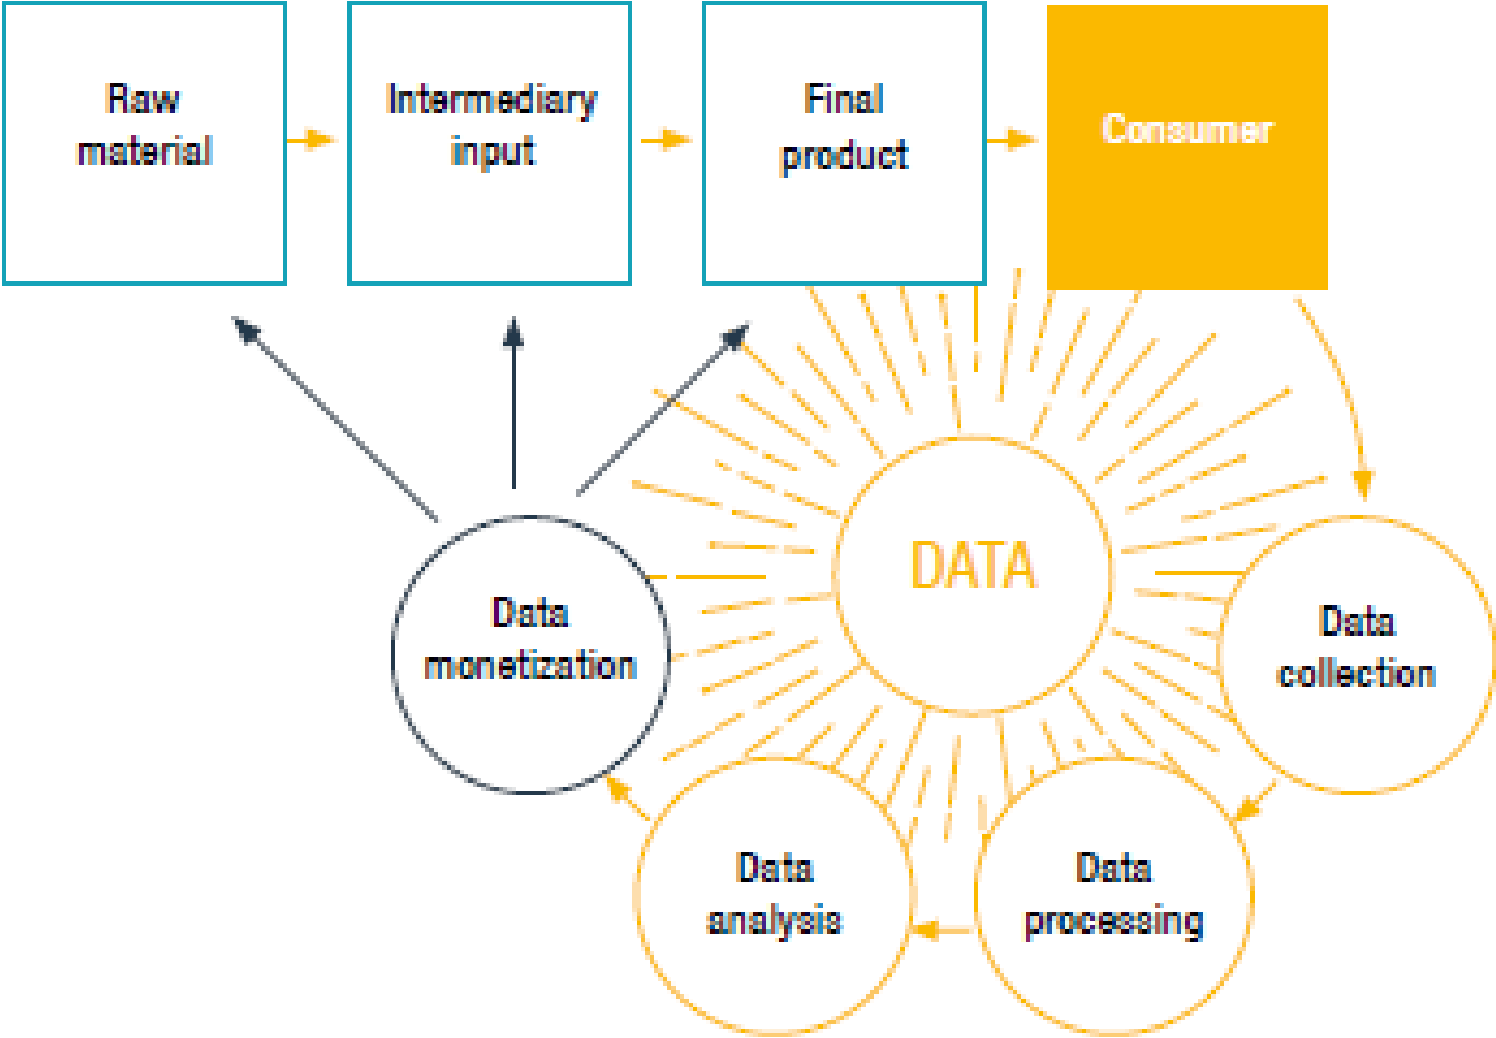 Raw
material
Intermediary
input
Final
product
Consumer
DATA
Data
collection
Data
processing
Data
analysis
Data
monetization